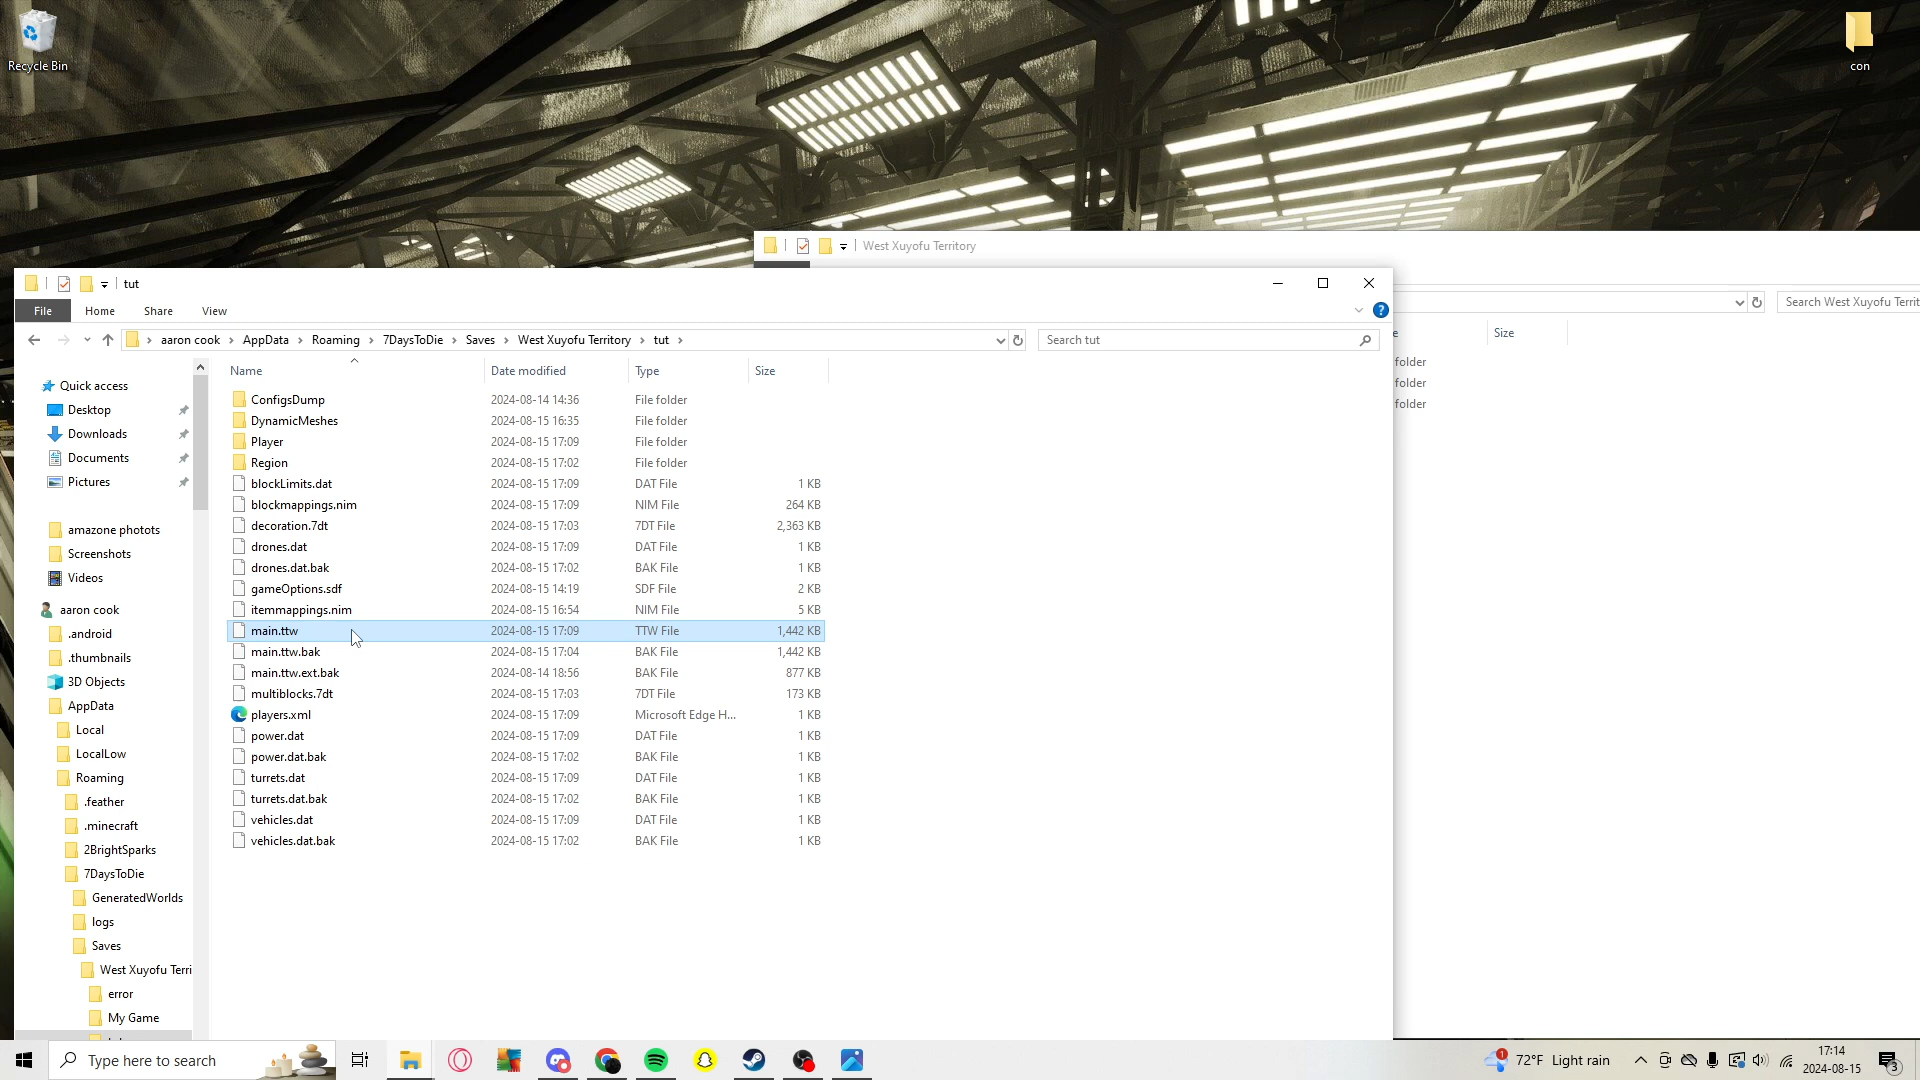 Recycle Bin
con
West Xuyofu Territory
tut
File
Home
Share
View
aaron cook > AppData > Roaming > 7DaysToDie > Saves > West Xuyofu Territory > tut >
Search tut
Search West Xuyofu Territ
Name
Date modified
Type
Size
e
Size
folder
folder
folder
Quick access
Desktop
Downloads
Documents
Pictures
amazone photots
Screenshots
Videos
aaron cook
.android
.thumbnails
3D Objects
AppData
Local
LocalLow
Roaming
.feather
.minecraft
2BrightSparks
7DaysToDie
GeneratedWorlds
logs
Saves
West Xuyofu Terri
error
My Game
ConfigsDump 2024-08-14 14:36 File folder
DynamicMeshes 2024-08-15 16:35 File folder
Player 2024-08-15 17:09 File folder
Region 2024-08-15 17:02 File folder
blockLimits.dat 2024-08-15 17:09 DAT File 1 KB
blockmappings.nim 2024-08-15 17:09 NIM File 264 KB
decoration.7dt 2024-08-15 17:03 7DT File 2,363 KB
drones.dat 2024-08-15 17:09 DAT File 1 KB
drones.dat.bak 2024-08-15 17:02 BAK File 1 KB
gameOptions.sdf 2024-08-15 14:19 SDF File 2 KB
itemmappings.nim 2024-08-15 16:54 NIM File 5 KB
main.ttw 2024-08-15 17:09 TTW File 1,442 KB
main.ttw.bak 2024-08-15 17:04 BAK File 1,442 KB
main.ttw.ext.bak 2024-08-14 18:56 BAK File 877 KB
multiblocks.7dt 2024-08-15 17:03 7DT File 173 KB
players.xml 2024-08-15 17:09 Microsoft Edge H... 1 KB
power.dat 2024-08-15 17:09 DAT File 1 KB
power.dat.bak 2024-08-15 17:02 BAK File 1 KB
turrets.dat 2024-08-15 17:09 DAT File 1 KB
turrets.dat.bak 2024-08-15 17:02 BAK File 1 KB
vehicles.dat 2024-08-15 17:09 DAT File 1 KB
vehicles.dat.bak 2024-08-15 17:02 BAK File 1 KB
Type here to search
1
72°F Light rain
17:14
2024-08-15
3